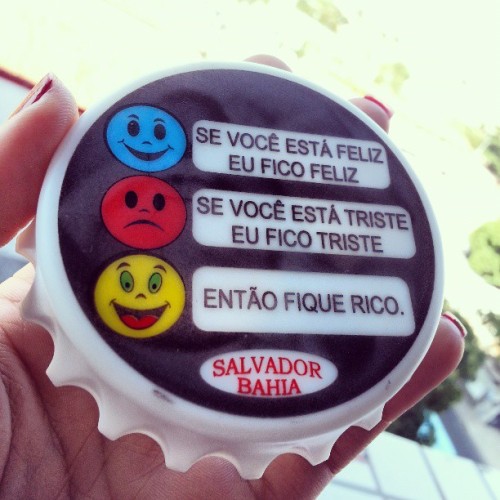 SE VOCÊ ESTÁ FELIZ
EU FICO FELIZ
SE VOCÊ ESTÁ TRISTE
EU FICO TRISTE
ENTÃO FIQUE RICO.
SALVADOR
BAHIA